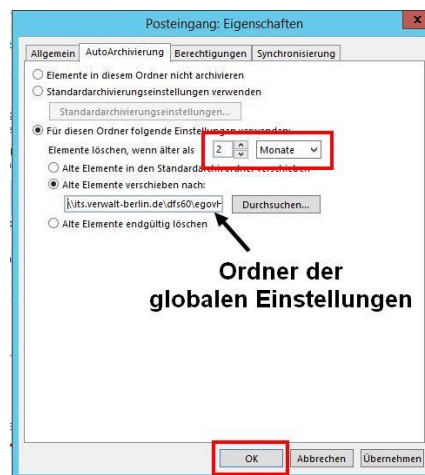 Posteingang: Eigenschaften
x
Allgemein AutoArchivierung Berechtigungen Synchronisierung
Elemente in diesem Ordner nicht archivieren
Standardarchivierungseinstellungen verwenden
Standardarchivierungseinstellungen...
Für diesen Ordner folgende Einstellungen verwenden:
Elemente löschen, wenn älter als 2 Monate
Alte Elemente in den Standardarchivordner verschieben
Alte Elemente verschieben nach:
\\its.verwalt-berlin.de\dfs60\egovH Durchsuchen...
Alte Elemente endgültig löschen
Ordner der
globalen Einstellungen
OK Abbrechen Übernehmen